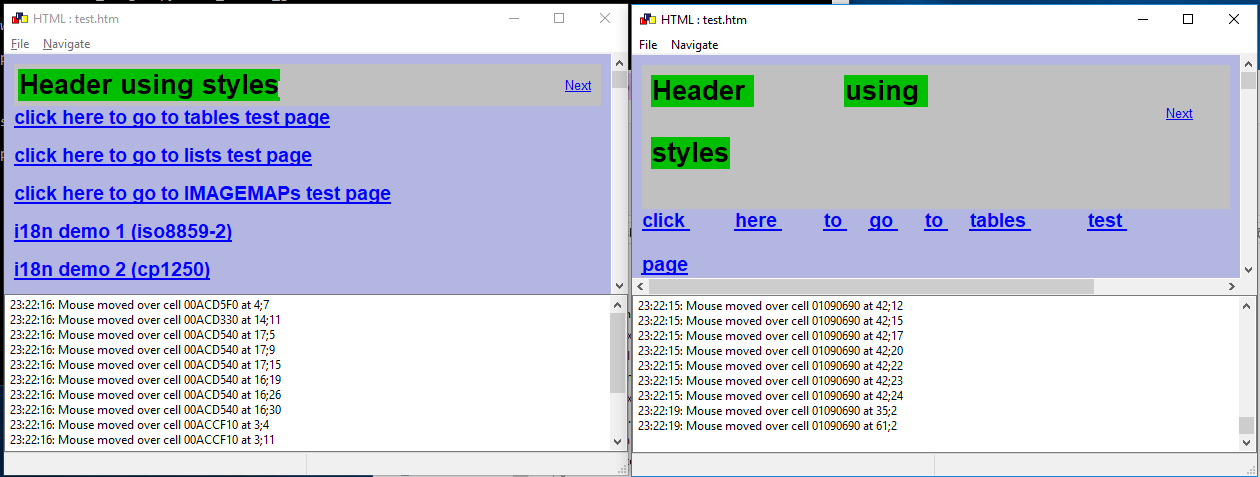 HTML : test.htm
File Navigate
Header using styles
Next
click here to go to tables test page
click here to go to lists test page
click here to go to IMAGEMAPs test page
i18n demo 1 (iso8859-2)
i18n demo 2 (cp1250)
23:22:16: Mouse moved over cell 00ACD5F0 at 4;7
23:22:16: Mouse moved over cell 00ACD330 at 14;11
23:22:16: Mouse moved over cell 00ACD540 at 17;5
23:22:16: Mouse moved over cell 00ACD540 at 17;9
23:22:16: Mouse moved over cell 00ACD540 at 17;15
23:22:16: Mouse moved over cell 00ACD540 at 16;19
23:22:16: Mouse moved over cell 00ACD540 at 16;26
23:22:16: Mouse moved over cell 00ACD540 at 16;30
23:22:16: Mouse moved over cell 00ACCF10 at 3;4
23:22:16: Mouse moved over cell 00ACCF10 at 3;11
HTML : test.htm
File Navigate
Header using
Next
styles
click here to go to tables test
page
23:22:15: Mouse moved over cell 01090690 at 42;12
23:22:15: Mouse moved over cell 01090690 at 42;15
23:22:15: Mouse moved over cell 01090690 at 42;17
23:22:15: Mouse moved over cell 01090690 at 42;20
23:22:15: Mouse moved over cell 01090690 at 42;22
23:22:15: Mouse moved over cell 01090690 at 42;23
23:22:15: Mouse moved over cell 01090690 at 42;24
23:22:19: Mouse moved over cell 01090690 at 35;2
23:22:19: Mouse moved over cell 01090690 at 61;2